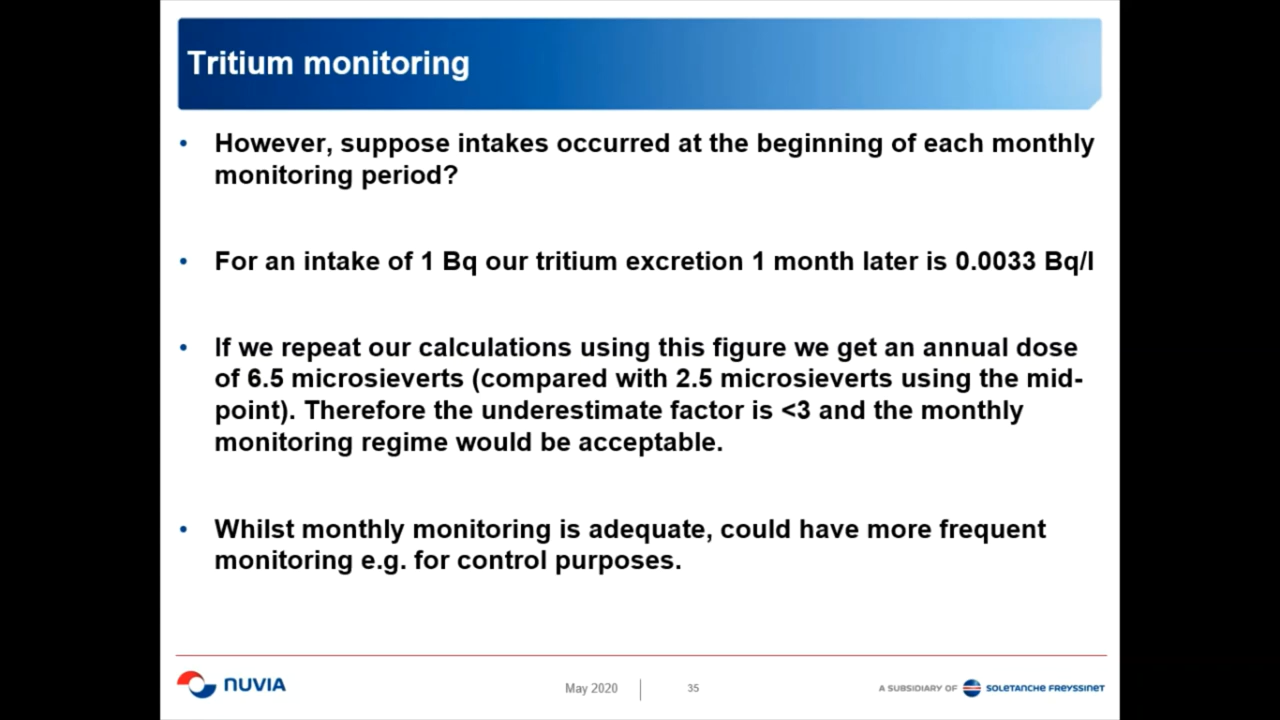 Tritium monitoring
• However, suppose intakes occurred at the beginning of each monthly
monitoring period?
• For an intake of 1 Bq our tritium excretion 1 month later is 0.0033 Bq/l
• If we repeat our calculations using this figure we get an annual dose
of 6.5 microsieverts (compared with 2.5 microsieverts using the mid-
point). Therefore the underestimate factor is <3 and the monthly
monitoring regime would be acceptable.
• Whilst monthly monitoring is adequate, could have more frequent
monitoring e.g. for control purposes.
NUVIA
May 2020
35
A SUBSIDIARY OF SOLETANCHE FREYSSINET